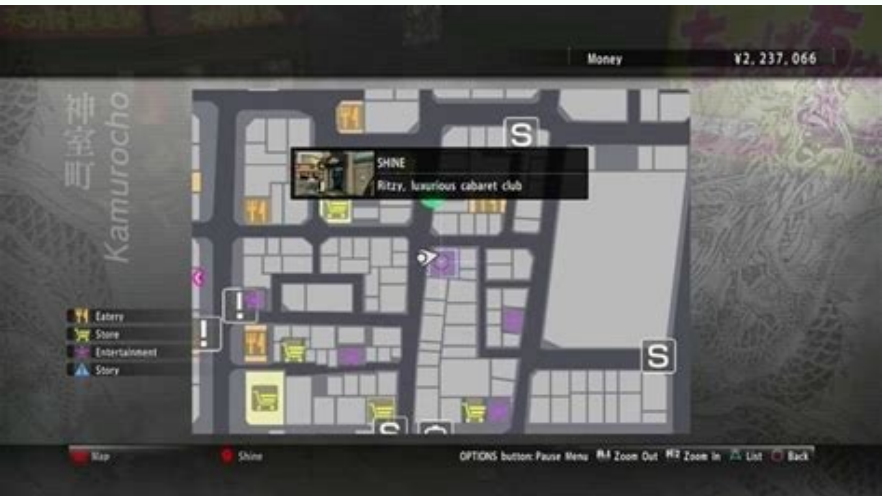 Money ¥2,237,066
神室町
Kamurocho
S
SHINE
Ritzy, luxurious cabaret club
!
!
Eatery
Store
Entertainment
Story
S
S
Map
Shine
OPTIONS button: Pause Menu
Zoom Out
Zoom In
List
Back